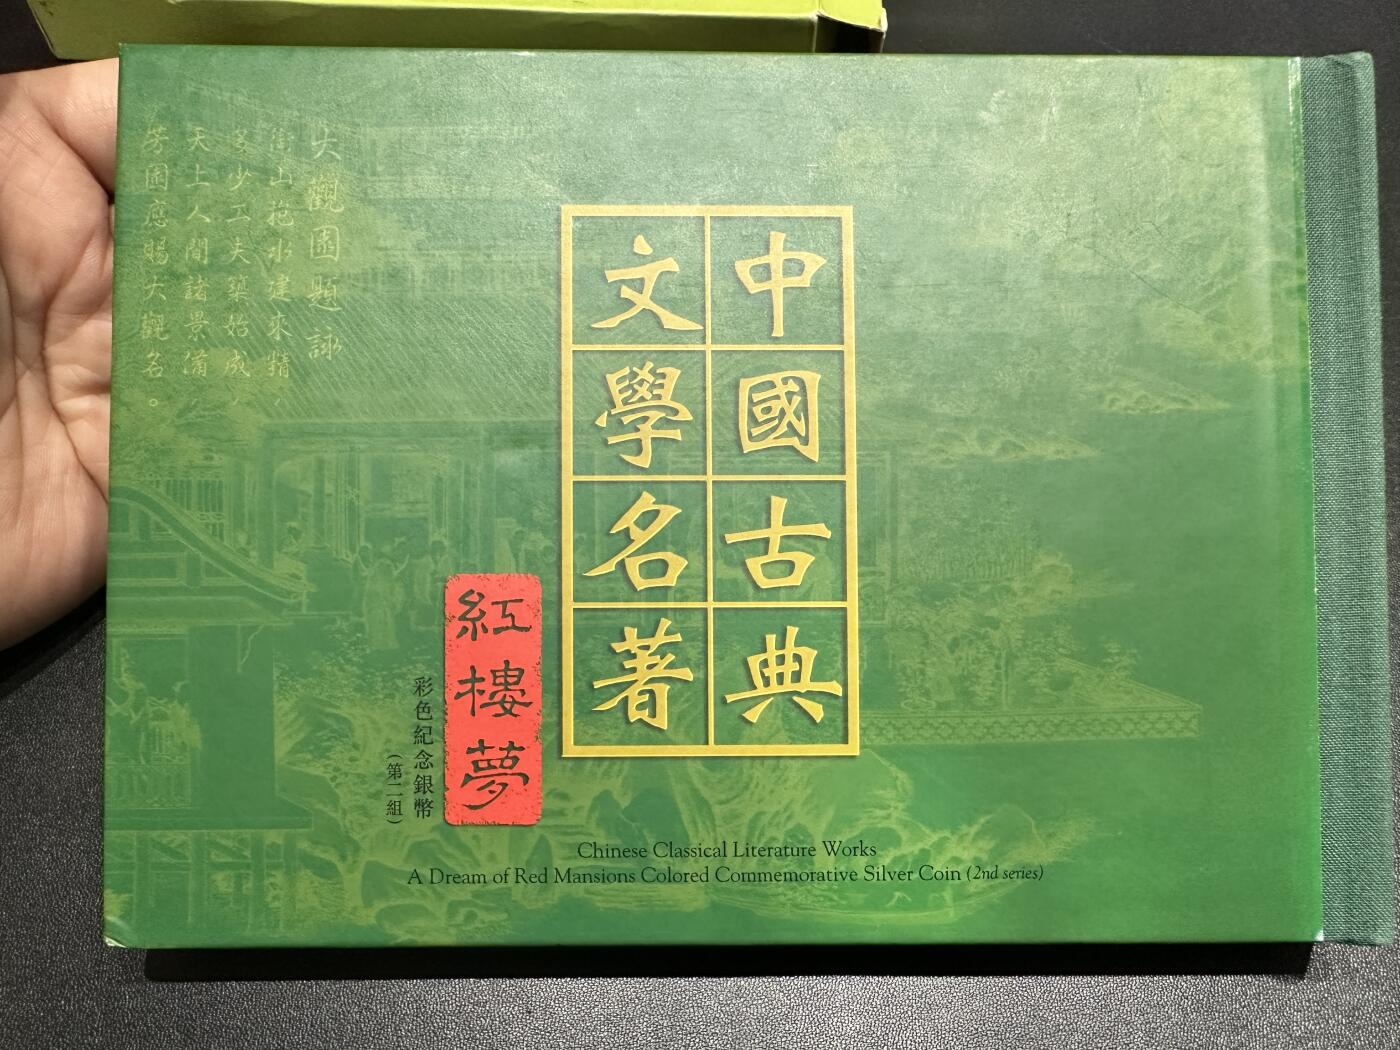 中國古典
文學名著
紅樓夢
彩色紀念銀幣
(第二組)
大觀園題詠
銜山抱水建來精,
多少工夫築始成,
天上人間諸景備,
芳園應賜大觀名。
Chinese Classical Literature Works
A Dream of Red Mansions Colored Commemorative Silver Coin (2nd series)